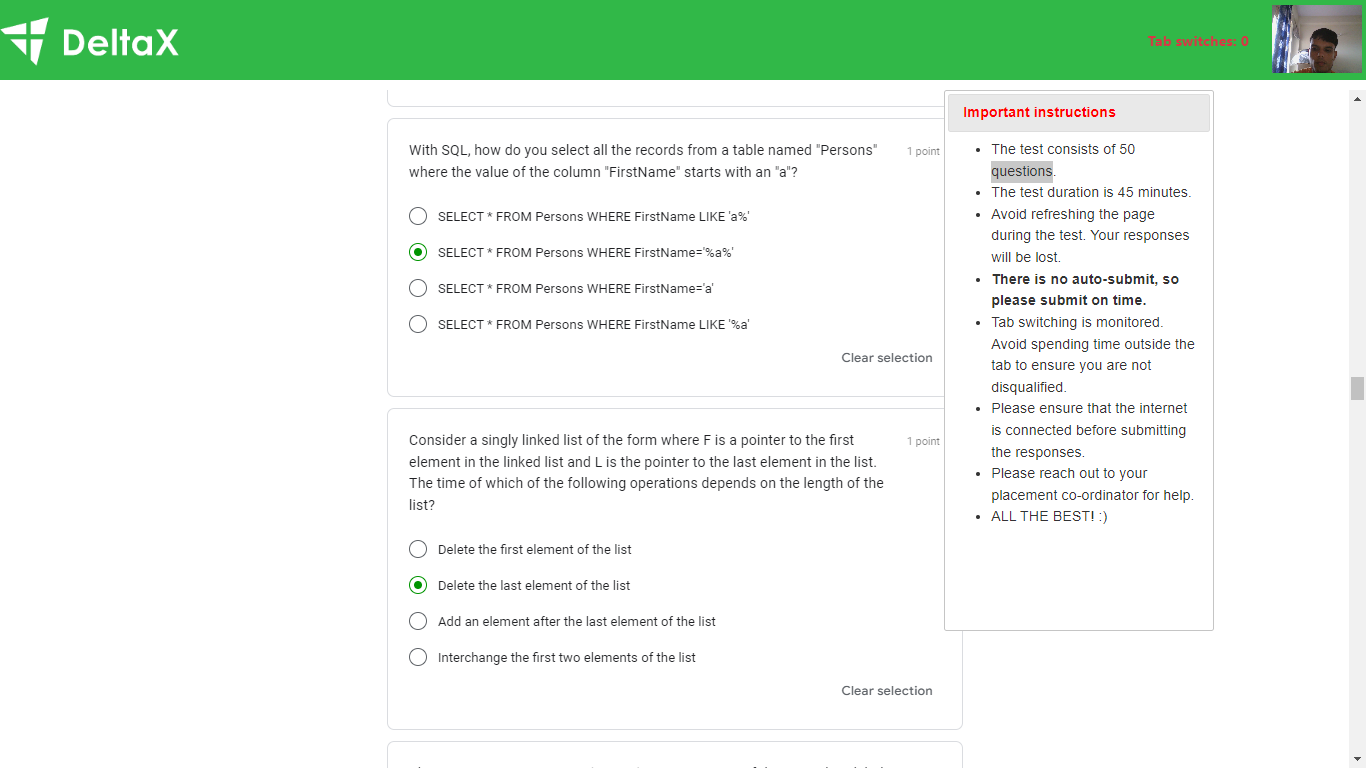 DeltaX
Tab switches: 0
With SQL, how do you select all the records from a table named "Persons"
where the value of the column "FirstName" starts with an "a"?
1 point
SELECT * FROM Persons WHERE FirstName LIKE 'a%'
SELECT * FROM Persons WHERE FirstName='%a%'
SELECT * FROM Persons WHERE FirstName='a'
SELECT * FROM Persons WHERE FirstName LIKE '%a'
Clear selection
Consider a singly linked list of the form where F is a pointer to the first
element in the linked list and L is the pointer to the last element in the list.
The time of which of the following operations depends on the length of the
list?
1 point
Delete the first element of the list
Delete the last element of the list
Add an element after the last element of the list
Interchange the first two elements of the list
Clear selection
Important instructions
The test consists of 50
questions.
The test duration is 45 minutes.
Avoid refreshing the page
during the test. Your responses
will be lost.
There is no auto-submit, so
please submit on time.
Tab switching is monitored.
Avoid spending time outside the
tab to ensure you are not
disqualified.
Please ensure that the internet
is connected before submitting
the responses.
Please reach out to your
placement co-ordinator for help.
ALL THE BEST! :)